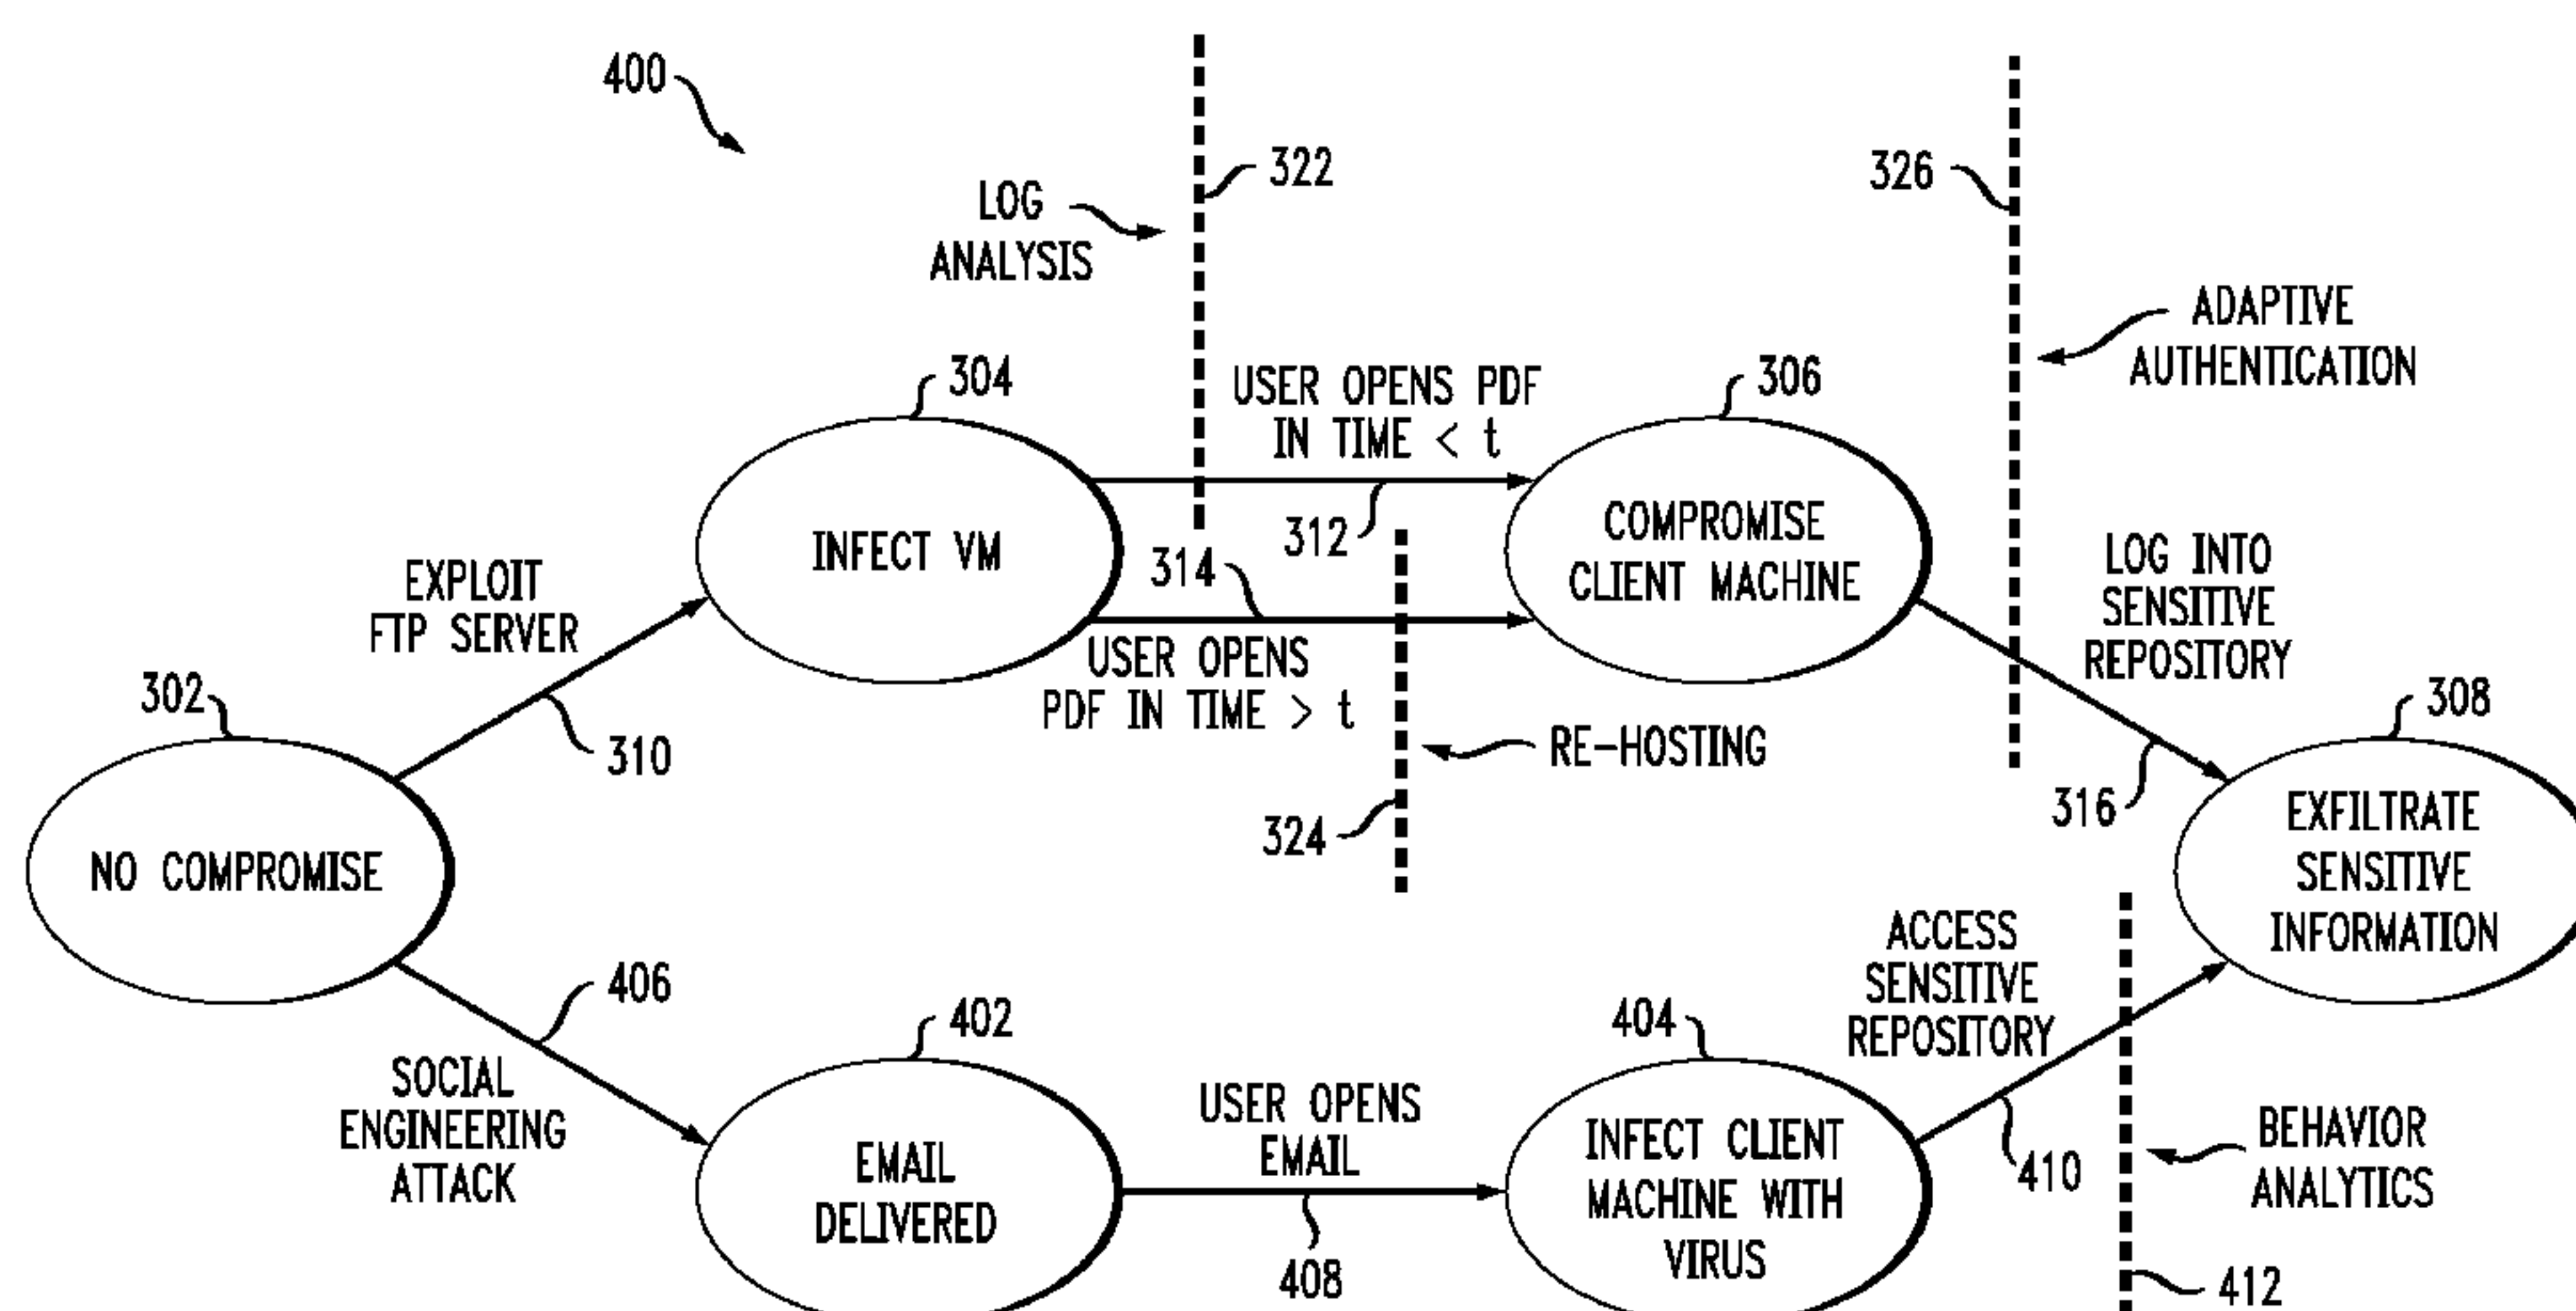 400
322
326
LOG
ANALYSIS
ADAPTIVE
AUTHENTICATION
304
USER OPENS PDF
IN TIME < t
306
INFECT VM
312
COMPROMISE
CLIENT MACHINE
LOG INTO
SENSITIVE
REPOSITORY
EXPLOIT
FTP SERVER
314
USER OPENS
PDF IN TIME > t
302
310
RE-HOSTING
308
324
316
NO COMPROMISE
EXFILTRATE
SENSITIVE
INFORMATION
406
402
404
ACCESS
SENSITIVE
REPOSITORY
SOCIAL
ENGINEERING
ATTACK
USER OPENS
EMAIL
EMAIL
DELIVERED
INFECT CLIENT
MACHINE WITH
VIRUS
410
BEHAVIOR
ANALYTICS
408
412